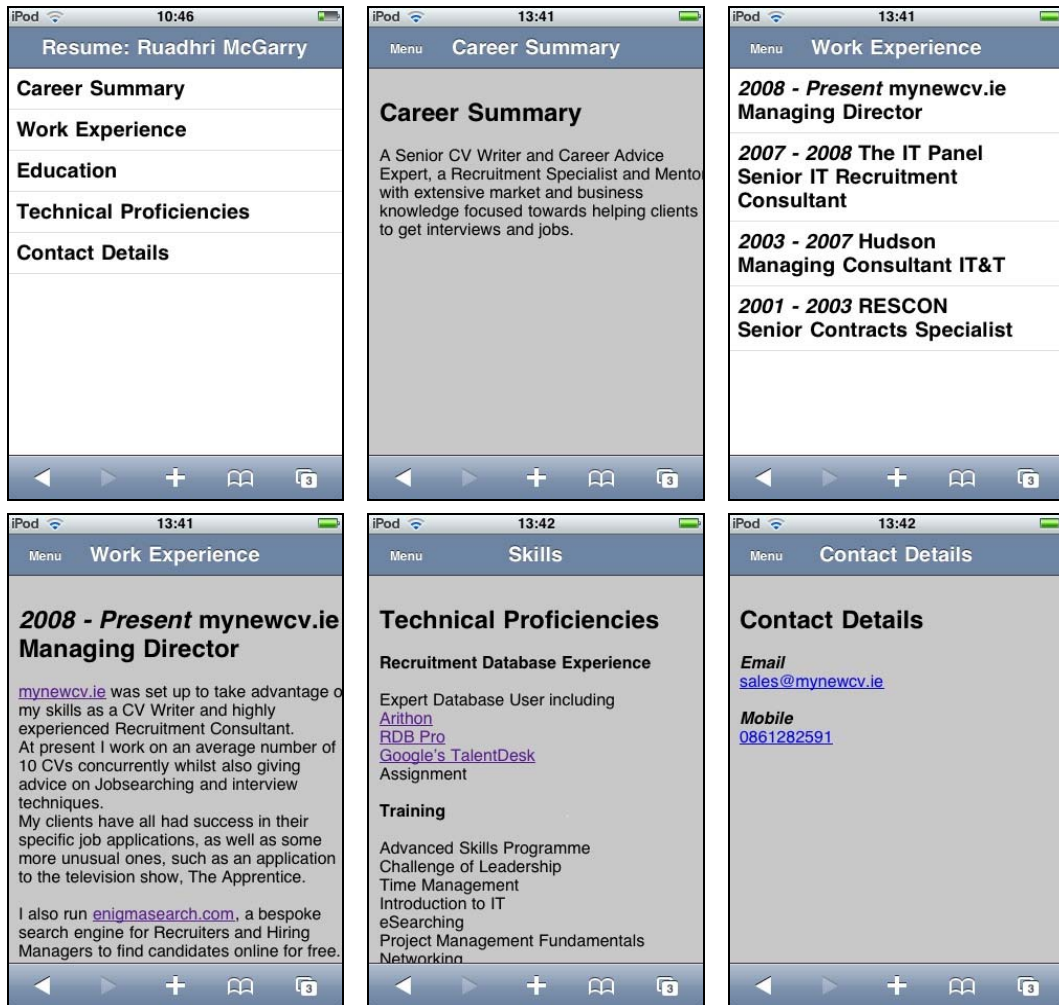 iPod 10:46
Resume: Ruadhri McGarry
Career Summary
Work Experience
Education
Technical Proficiencies
Contact Details
3
iPod 13:41
Menu Career Summary
Career Summary
A Senior CV Writer and Career Advice
Expert, a Recruitment Specialist and Mento
with extensive market and business
knowledge focused towards helping clients
to get interviews and jobs.
3
iPod 13:41
Menu Work Experience
2008 - Present mynewcv.ie
Managing Director
2007 - 2008 The IT Panel
Senior IT Recruitment
Consultant
2003 - 2007 Hudson
Managing Consultant IT&T
2001 - 2003 RESCON
Senior Contracts Specialist
3
iPod 13:41
Menu Work Experience
2008 - Present mynewcv.ie
Managing Director
mynewcv.ie was set up to take advantage o
my skills as a CV Writer and highly
experienced Recruitment Consultant.
At present I work on an average number of
10 CVs concurrently whilst also giving
advice on Jobsearching and interview
techniques.
My clients have all had success in their
specific job applications, as well as some
more unusual ones, such as an application
to the television show, The Apprentice.
I also run enigmasearch.com, a bespoke
search engine for Recruiters and Hiring
Managers to find candidates online for free.
3
iPod 13:42
Menu Skills
Technical Proficiencies
Recruitment Database Experience
Expert Database User including
Arithon
RDB Pro
Google's TalentDesk
Assignment
Training
Advanced Skills Programme
Challenge of Leadership
Time Management
Introduction to IT
eSearching
Project Management Fundamentals
Networking
3
iPod 13:42
Menu Contact Details
Contact Details
Email
sales@mynewcv.ie
Mobile
0861282591
3